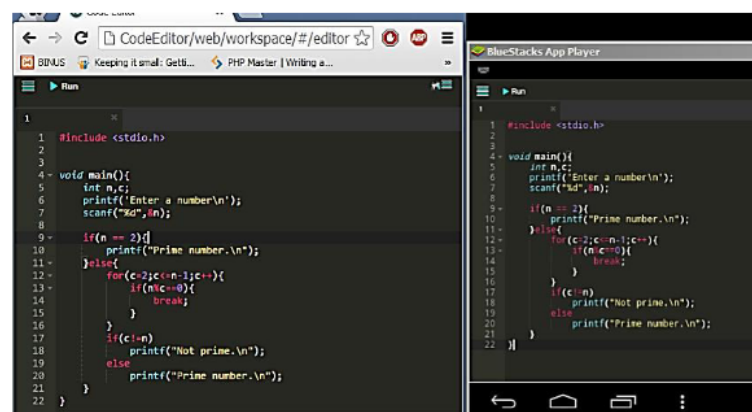 CodeEditor/web/workspace/#/editor
ABP
BINUS Keeping it small: Getti... PHP Master | Writing a... »
Run
1 ×
1 #include <stdio.h>
2
3
4 void main(){
5 int n,c;
6 printf('Enter a number\n');
7 scanf("%d",&n);
8
9 if(n == 2){
10 printf("Prime number.\n");
11 }else{
12 for(c=2;c<=n-1;c++){
13 if(n%c==0){
14 break;
15 }
16 }
17 if(c!=n)
18 printf("Not prime.\n");
19 else
20 printf("Prime number.\n");
21 }
22 }
BlueStacks App Player
Run
1 ×
1 #include <stdio.h>
2
3
4 void main(){
5 int n,c;
6 printf('Enter a number\n');
7 scanf("%d",&n);
8
9 if(n == 2){
10 printf("Prime number.\n");
11 }else{
12 for(c=2;c<=n-1;c++){
13 if(n%c==0){
14 break;
15 }
16 }
17 if(c!=n)
18 printf("Not prime.\n");
19 else
20 printf("Prime number.\n");
21 }
22 }